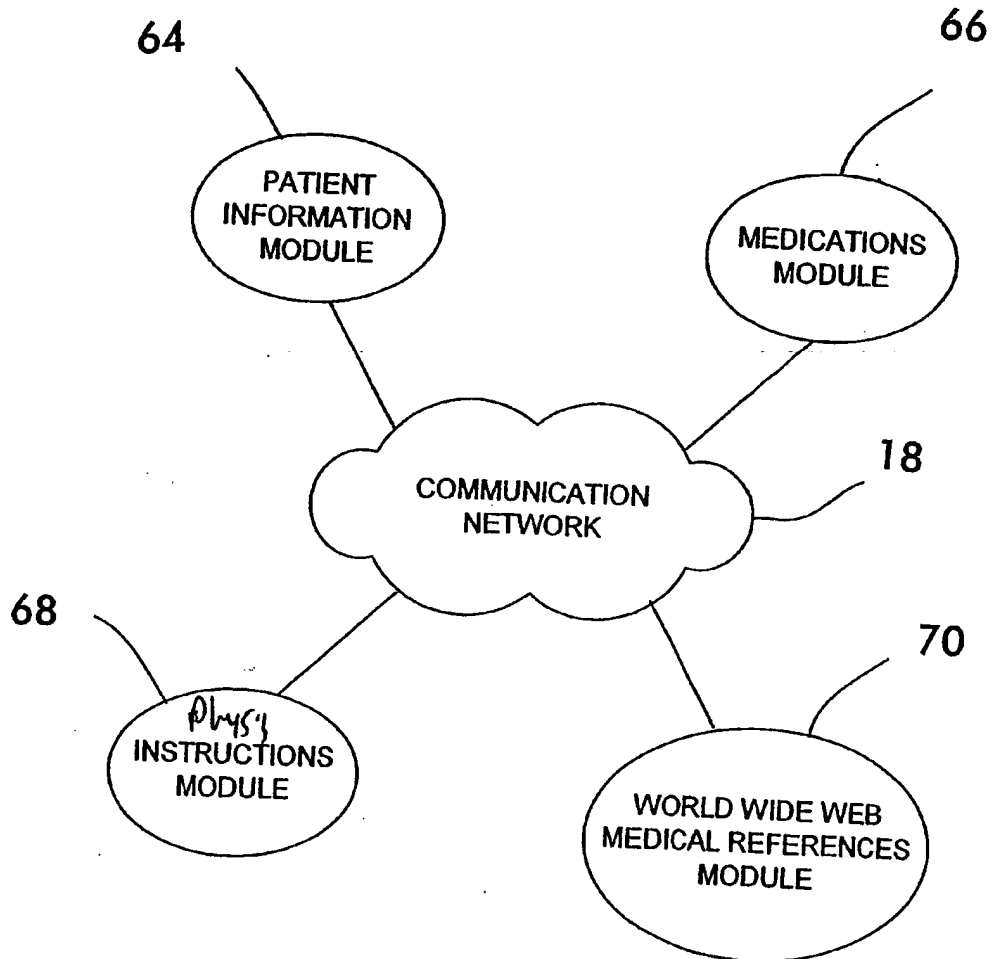 64
66
PATIENT
INFORMATION
MODULE
MEDICATIONS
MODULE
18
COMMUNICATION
NETWORK
68
70
INSTRUCTIONS
MODULE
WORLD WIDE WEB
MEDICAL REFERENCES
MODULE